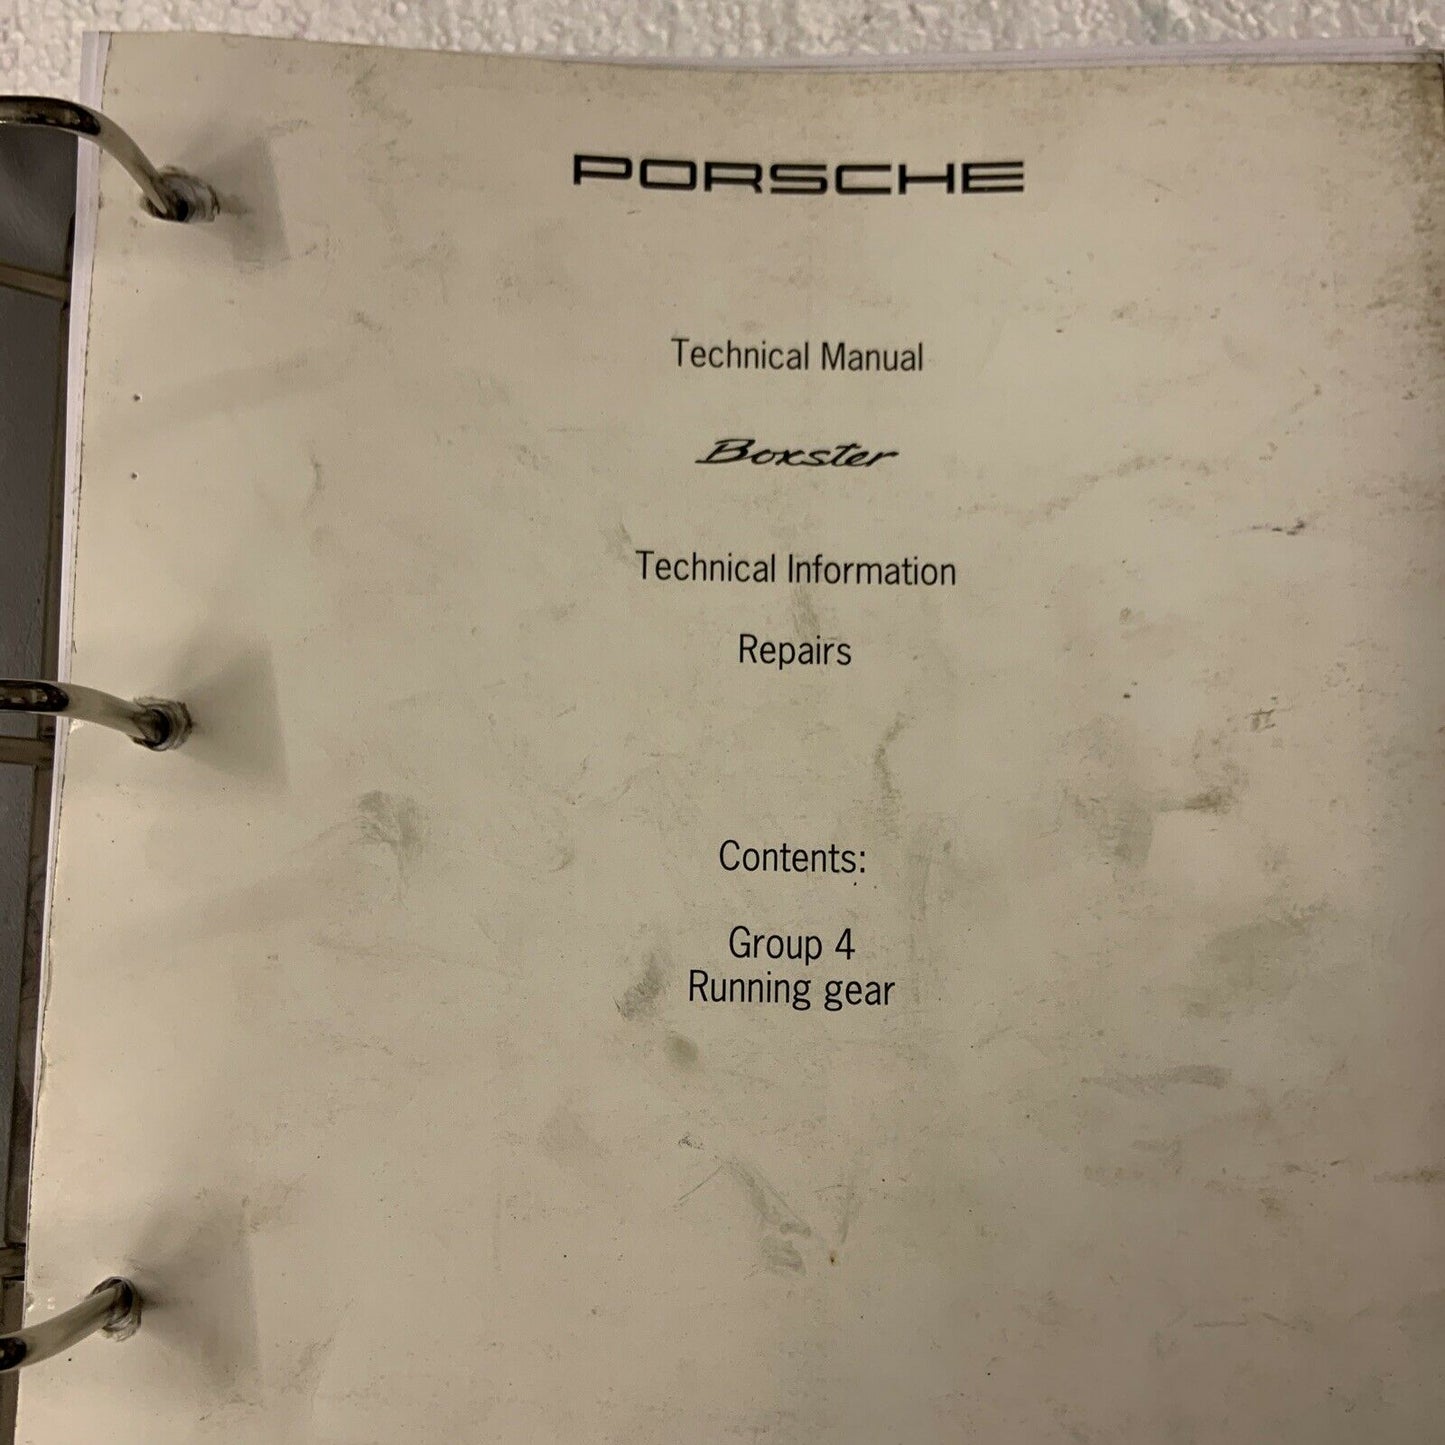 PORSCHE
Technical Manual
Boxster
Technical Information
Repairs
Contents:
Group 4
Running gear